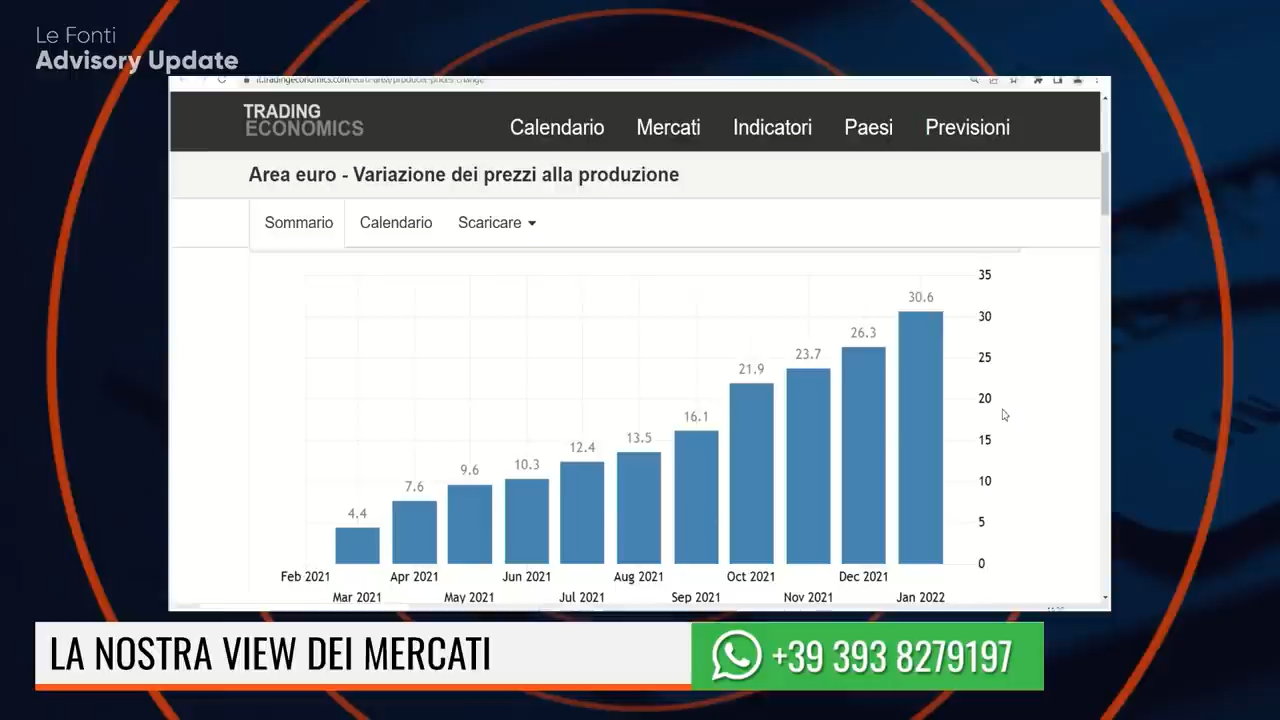 Le Fonti
Advisory Update
TRADING
ECONOMICS
Calendario Mercati Indicatori Paesi Previsioni
Area euro - Variazione dei prezzi alla produzione
Sommario Calendario Scaricare
35
30.6
30
26.3
25
23.7
21.9
20
16.1
15
13.5
12.4
10.3
9.6
10
7.6
4.4
5
0
Feb 2021 Apr 2021 Jun 2021 Aug 2021 Oct 2021 Dec 2021
Mar 2021 May 2021 Jul 2021 Sep 2021 Nov 2021 Jan 2022
LA NOSTRA VIEW DEI MERCATI
+39 393 8279197